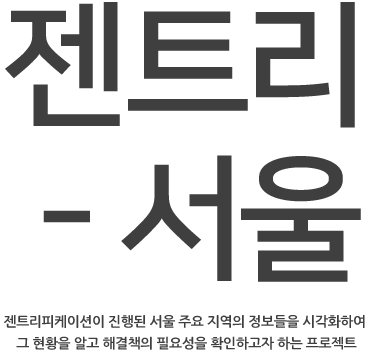 젠트리
- 서울
젠트리피케이션이 진행된 서울 주요 지역의 정보들을 시각화하여
그 현황을 알고 해결책의 필요성을 확인하고자 하는 프로젝트